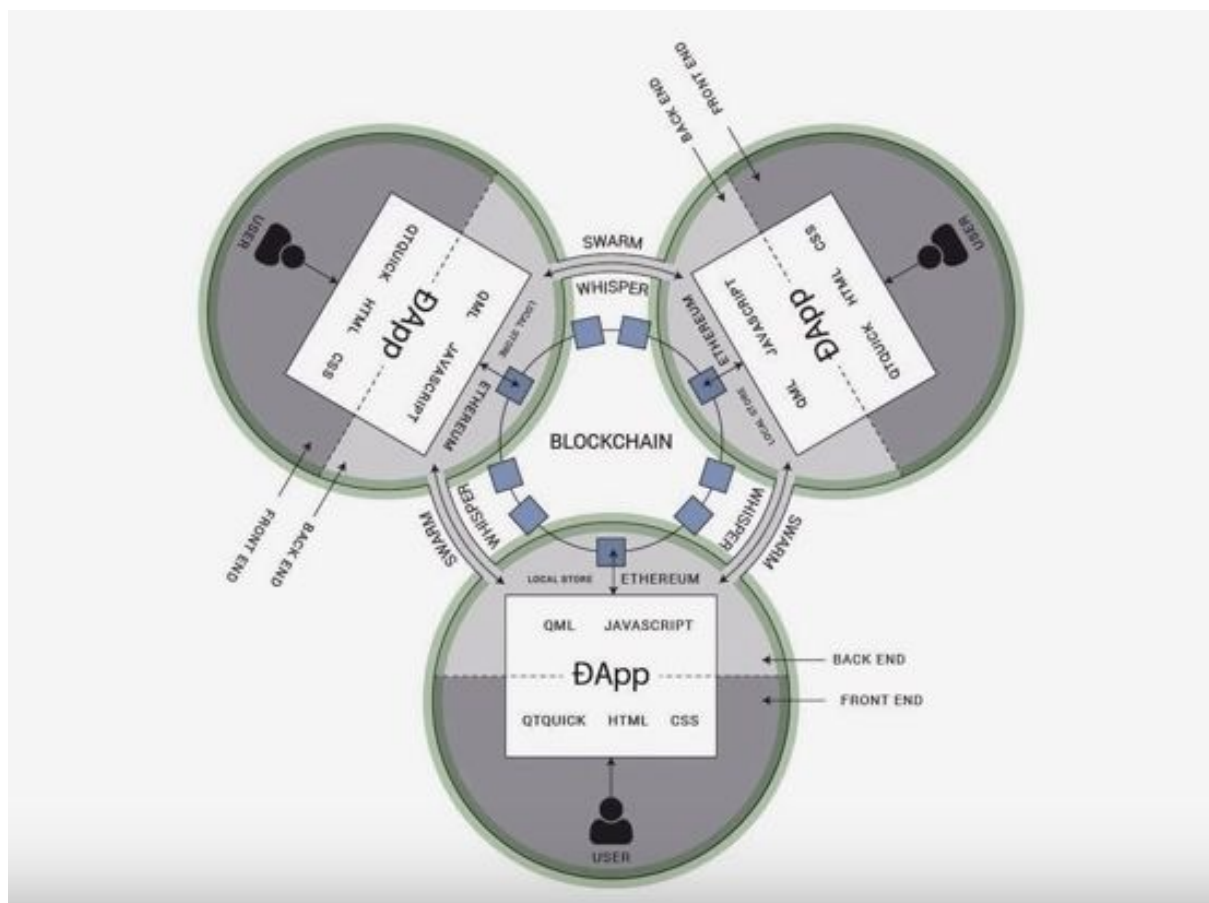 FRONT END
BACK END
USER
QTQUICK HTML CSS
ĐApp
QML JAVASCRIPT
LOCAL STORE ETHEREUM
FRONT END
BACK END
SWARM
WHISPER
USER
CSS HTML QTQUICK
ĐApp
JAVASCRIPT QML
ETHEREUM LOCAL STORE
BLOCKCHAIN
SWARM
WHISPER
WHISPER
SWARM
LOCAL STORE ETHEREUM
QML JAVASCRIPT
ĐApp
QTQUICK HTML CSS
USER
BACK END
FRONT END